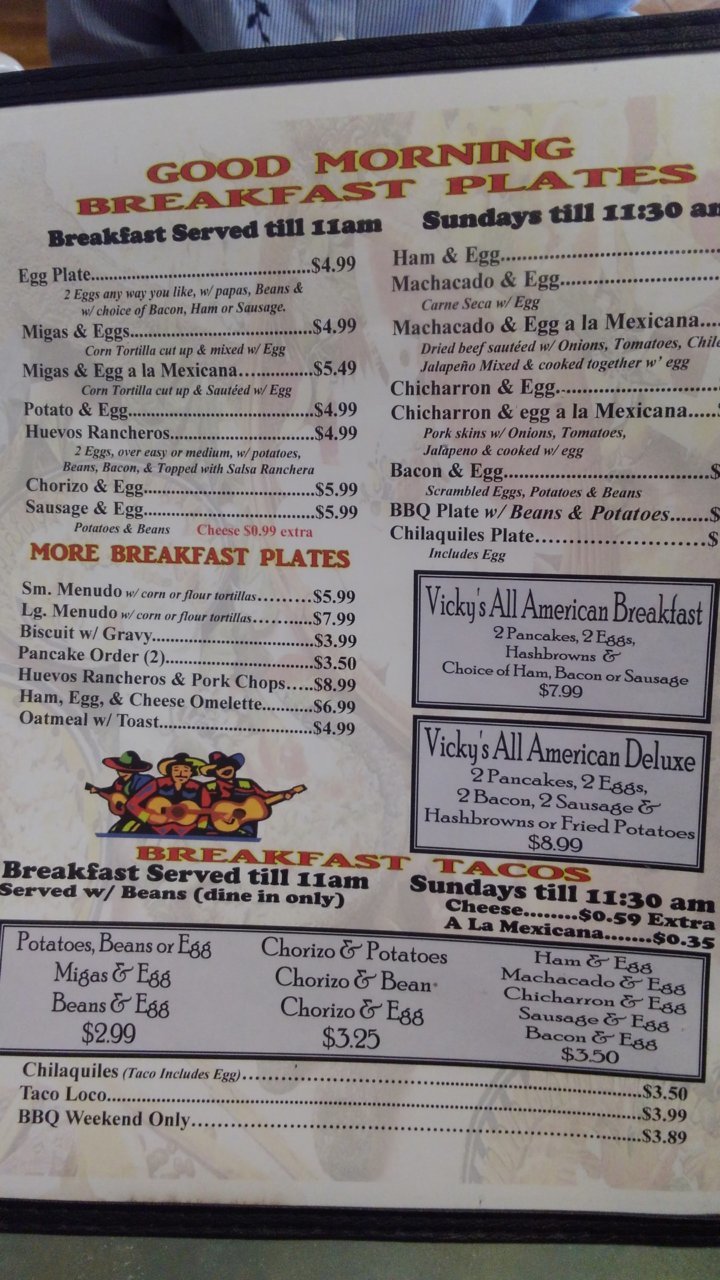 GOOD MORNING
BREAKFAST PLATES
Breakfast Served till 11am
Egg Plate...$4.99
2 Eggs any way you like, w/ papas, Beans &
w/ choice of Bacon, Ham or Sausage.
Migas & Eggs...$4.99
Corn Tortilla cut up & mixed w/ Egg
Migas & Egg a la Mexicana...$5.49
Corn Tortilla cut up & Sautéed w/ Egg
Potato & Egg...$4.99
Huevos Rancheros...$4.99
2 Eggs, over easy or medium, w/ potatoes,
Beans, Bacon, & Topped with Salsa Ranchera
Chorizo & Egg...$5.99
Sausage & Egg...$5.99
Potatoes & Beans Cheese $0.99 extra
MORE BREAKFAST PLATES
Sm. Menudo w/ corn or flour tortillas...$5.99
Lg. Menudo w/ corn or flour tortillas...$7.99
Biscuit w/ Gravy...$3.99
Pancake Order (2)...$3.50
Huevos Rancheros & Pork Chops...$8.99
Ham, Egg, & Cheese Omelette...$6.99
Oatmeal w/ Toast...$4.99
Sundays till 11:30 am
Ham & Egg...
Machacado & Egg...
Carne Seca w/ Egg
Machacado & Egg a la Mexicana...
Dried beef sautéed w/ Onions, Tomatoes, Chile
Jalapeño Mixed & cooked together w' egg
Chicharron & Egg...
Chicharron & egg a la Mexicana...
Pork skins w/ Onions, Tomatoes,
Jalapeno & cooked w/ egg
Bacon & Egg...$
Scrambled Eggs, Potatoes & Beans
BBQ Plate w/ Beans & Potatoes...$
Chilaquiles Plate...$
Includes Egg
Vicky's All American Breakfast
2 Pancakes, 2 Eggs,
Hashbrowns &
Choice of Ham, Bacon or Sausage
$7.99
Vicky's All American Deluxe
2 Pancakes, 2 Eggs,
2 Bacon, 2 Sausage &
Hashbrowns or Fried Potatoes
$8.99
BREAKFAST TACOS
Breakfast Served till 11am
Served w/ Beans (dine in only)
Sundays till 11:30 am
Cheese...$0.59 Extra
A La Mexicana...$0.35
Potatoes, Beans or Egg
Migas & Egg
Beans & Egg
$2.99
Chorizo & Potatoes
Chorizo & Bean
Chorizo & Egg
$3.25
Ham & Egg
Machacado & Egg
Chicharron & Egg
Sausage & Egg
Bacon & Egg
$3.50
Chilaquiles (Taco Includes Egg)...$3.50
Taco Loco...$3.99
BBQ Weekend Only...$3.89